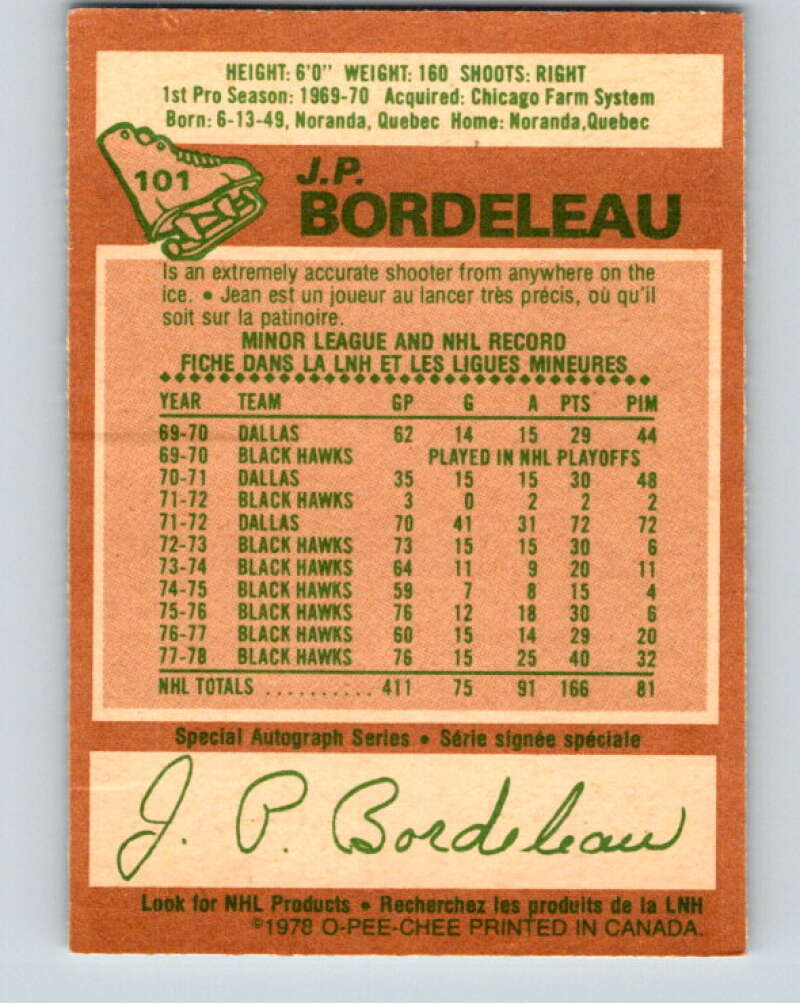 HEIGHT: 6'0" WEIGHT: 160 SHOOTS: RIGHT
1st Pro Season: 1969-70 Acquired: Chicago Farm System
Born: 6-13-49, Noranda, Quebec Home: Noranda, Quebec
101
J.P.
BORDELEAU
Is an extremely accurate shooter from anywhere on the
ice. • Jean est un joueur au lancer très précis, où qu'il
soit sur la patinoire.
MINOR LEAGUE AND NHL RECORD
FICHE DANS LA LNH ET LES LIGUES MINEURES
YEAR TEAM GP G A PTS PIM
69-70 DALLAS 62 14 15 29 44
69-70 BLACK HAWKS PLAYED IN NHL PLAYOFFS
70-71 DALLAS 35 15 15 30 48
71-72 BLACK HAWKS 3 0 2 2 2
71-72 DALLAS 70 41 31 72 72
72-73 BLACK HAWKS 73 15 15 30 6
73-74 BLACK HAWKS 64 11 9 20 11
74-75 BLACK HAWKS 59 7 8 15 4
75-76 BLACK HAWKS 76 12 18 30 6
76-77 BLACK HAWKS 60 15 14 29 20
77-78 BLACK HAWKS 76 15 25 40 32
NHL TOTALS .......... 411 75 91 166 81
Special Autograph Series • Série signée spéciale
J. P. Bordeleau
Look for NHL Products • Recherchez les produits de la LNH
©1978 O-PEE-CHEE PRINTED IN CANADA.